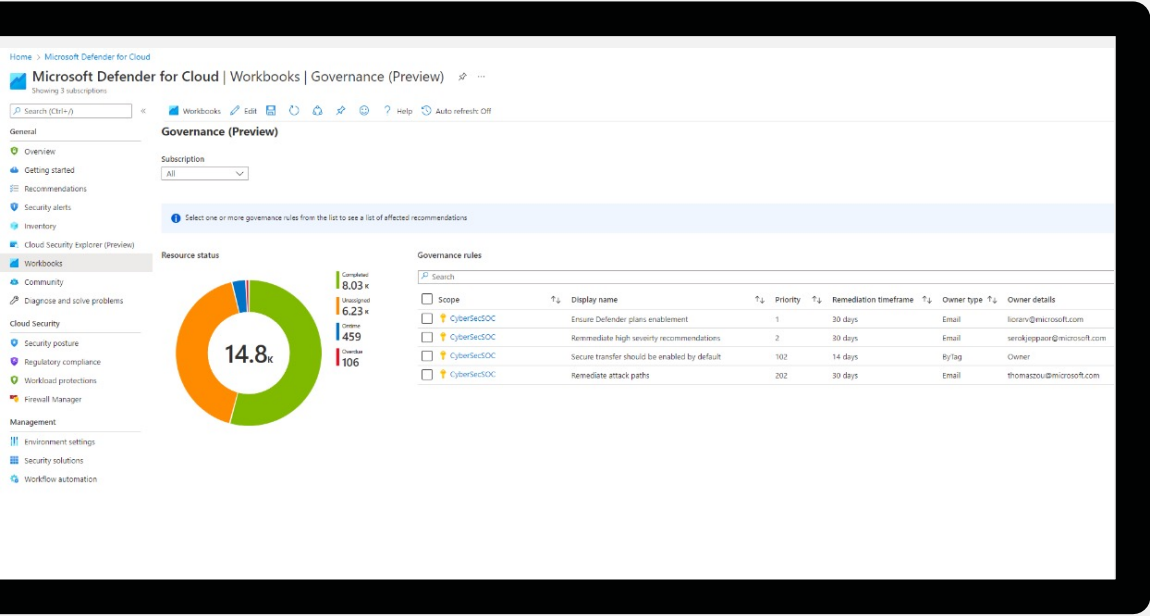 Home > Microsoft Defender for Cloud
Microsoft Defender for Cloud | Workbooks | Governance (Preview)
Showing 3 subscriptions
Search (Ctrl+/)
«
General
Overview
Getting started
Recommendations
Security alerts
Inventory
Cloud Security Explorer (Preview)
Workbooks
Community
Diagnose and solve problems
Cloud Security
Security posture
Regulatory compliance
Workload protections
Firewall Manager
Management
Environment settings
Security solutions
Workflow automation
Workbooks Edit ? Help Auto refresh: Off
Governance (Preview)
Subscription
All
Select one or more governance rules from the list to see a list of affected recommendations
Resource status
14.8K
Completed
8.03 K
Unassigned
6.23 K
Ontime
459
Overdue
106
Governance rules
Search
Scope Display name Priority Remediation timeframe Owner type Owner details
CyberSecSOC Ensure Defender plans enablement 1 30 days Email liorarv@microsoft.com
CyberSecSOC Remmediate high seveirty recommendations 2 30 days Email serokjeppaor@microsoft.com
CyberSecSOC Secure transfer should be enabled by default 102 14 days ByTag Owner
CyberSecSOC Remediate attack paths 202 30 days Email thomaszou@microsoft.com